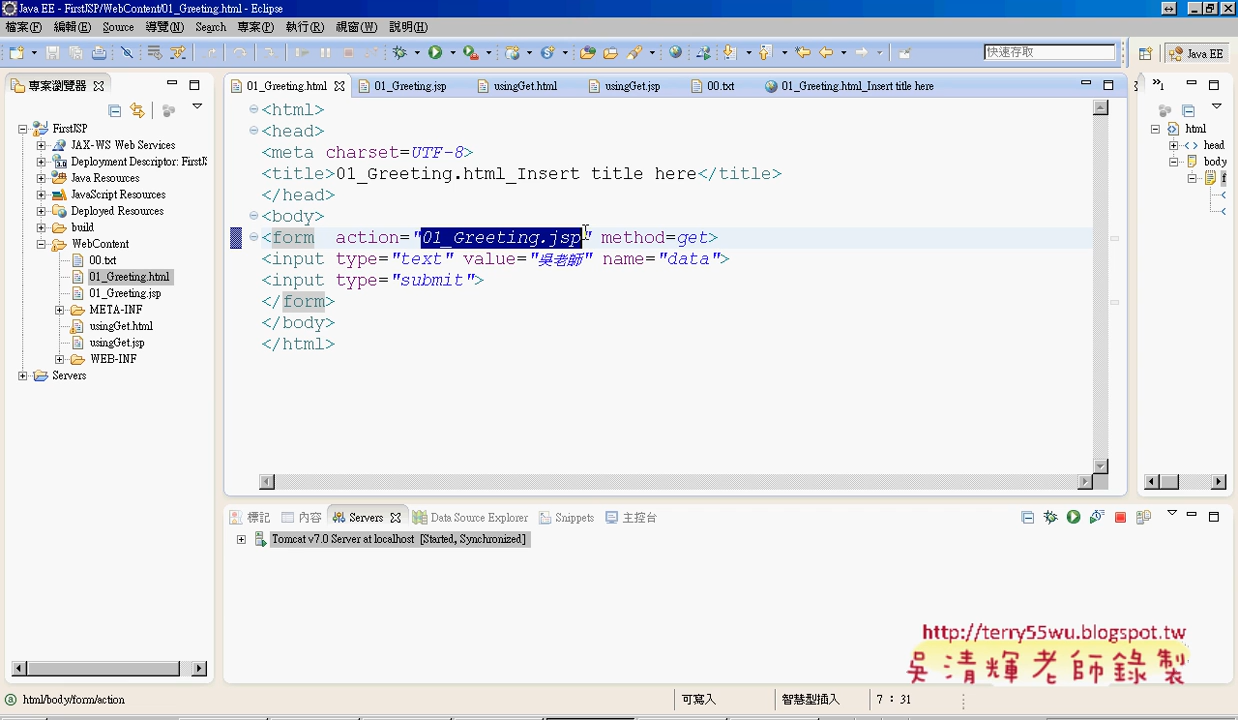 Java EE - FirstJSP/WebContent/01_Greeting.html - Eclipse
檔案(F) 編輯(E) Source 導覽(N) Search 專案(P) 執行(R) 視窗(W) 說明(H)
快速存取
Java EE
專案瀏覽器
01_Greeting.html
01_Greeting.jsp
usingGet.html
usingGet.jsp
00.txt
01_Greeting.html_Insert title here
FirstJSP
JAX-WS Web Services
Deployment Descriptor: FirstJS
Java Resources
JavaScript Resources
Deployed Resources
build
WebContent
00.txt
01_Greeting.html
01_Greeting.jsp
META-INF
usingGet.html
usingGet.jsp
WEB-INF
Servers
<html>
<head>
<meta charset=UTF-8>
<title>01_Greeting.html_Insert title here</title>
</head>
<body>
<form action="01_Greeting.jsp" method=get>
<input type="text" value="吳老師" name="data">
<input type="submit">
</form>
</body>
</html>
html
head
body
f
標記 內容 Servers Data Source Explorer Snippets 主控台
Tomcat v7.0 Server at localhost [Started, Synchronized]
http://terry55wu.blogspot.tw
吳清輝老師錄製
html/body/form/action
可寫入
智慧型插入
7 : 31